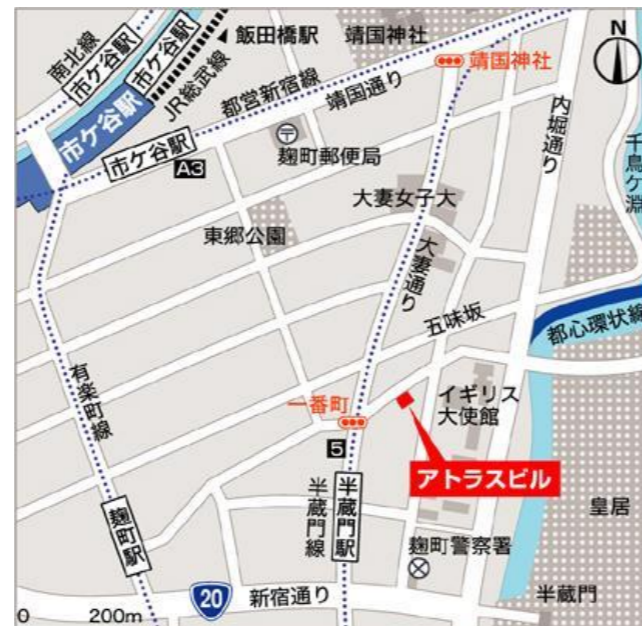 南北線
市ケ谷駅
市ケ谷駅
市ケ谷駅
JR総武線
飯田橋駅
靖国神社
N
靖国神社
都営新宿線
靖国通り
内堀通り
千鳥ケ淵
市ケ谷駅
A3
麹町郵便局
大妻女子大
東郷公園
大妻通り
五味坂
都心環状線
有楽町線
一番町
イギリス
大使館
5
アトラスビル
半蔵門線
半蔵門駅
皇居
麹町駅
麹町警察署
20
新宿通り
半蔵門
0 200m